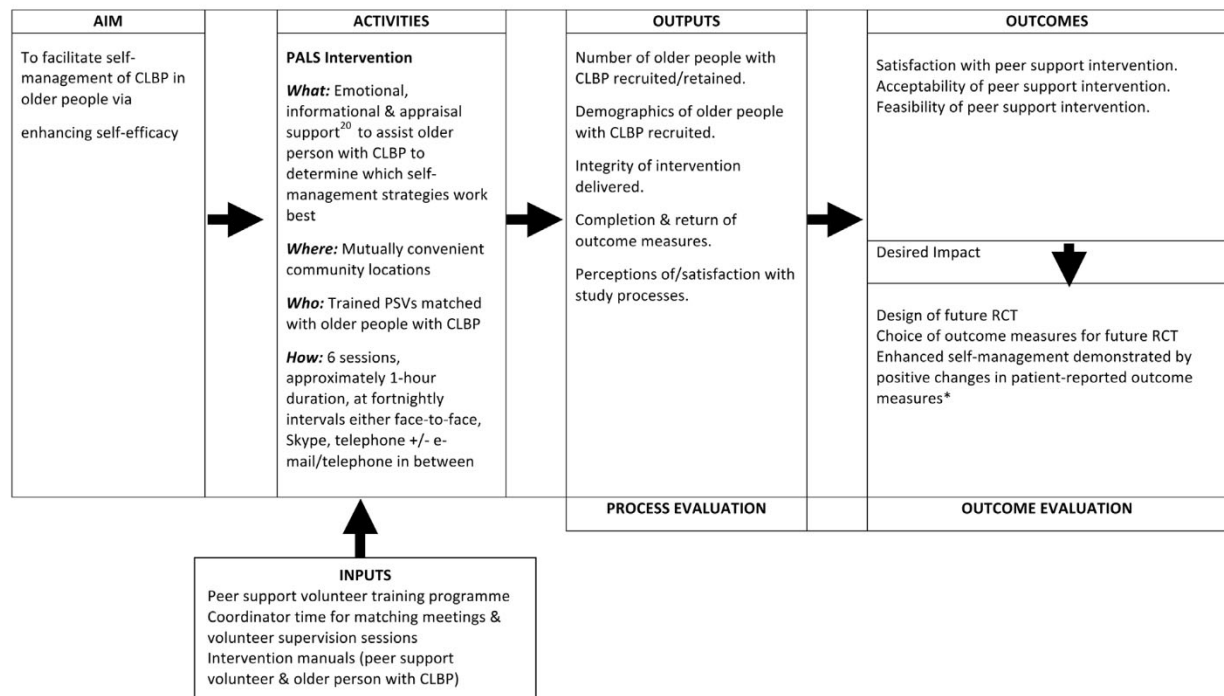 AIM
To facilitate self-
management of CLBP in
older people via
enhancing self-efficacy
ACTIVITIES
PALS Intervention
What: Emotional,
informational & appraisal
support20 to assist older
person with CLBP to
determine which self-
management strategies work
best
Where: Mutually convenient
community locations
Who: Trained PSVs matched
with older people with CLBP
How: 6 sessions,
approximately 1-hour
duration, at fortnightly
intervals either face-to-face,
Skype, telephone +/- e-
mail/telephone in between
OUTPUTS
Number of older people with
CLBP recruited/retained.
Demographics of older people
with CLBP recruited.
Integrity of intervention
delivered.
Completion & return of
outcome measures.
Perceptions of/satisfaction with
study processes.
PROCESS EVALUATION
OUTCOMES
Satisfaction with peer support intervention.
Acceptability of peer support intervention.
Feasibility of peer support intervention.
Desired Impact
Design of future RCT
Choice of outcome measures for future RCT
Enhanced self-management demonstrated by
positive changes in patient-reported outcome
measures*
OUTCOME EVALUATION
INPUTS
Peer support volunteer training programme
Coordinator time for matching meetings &
volunteer supervision sessions
Intervention manuals (peer support
volunteer & older person with CLBP)